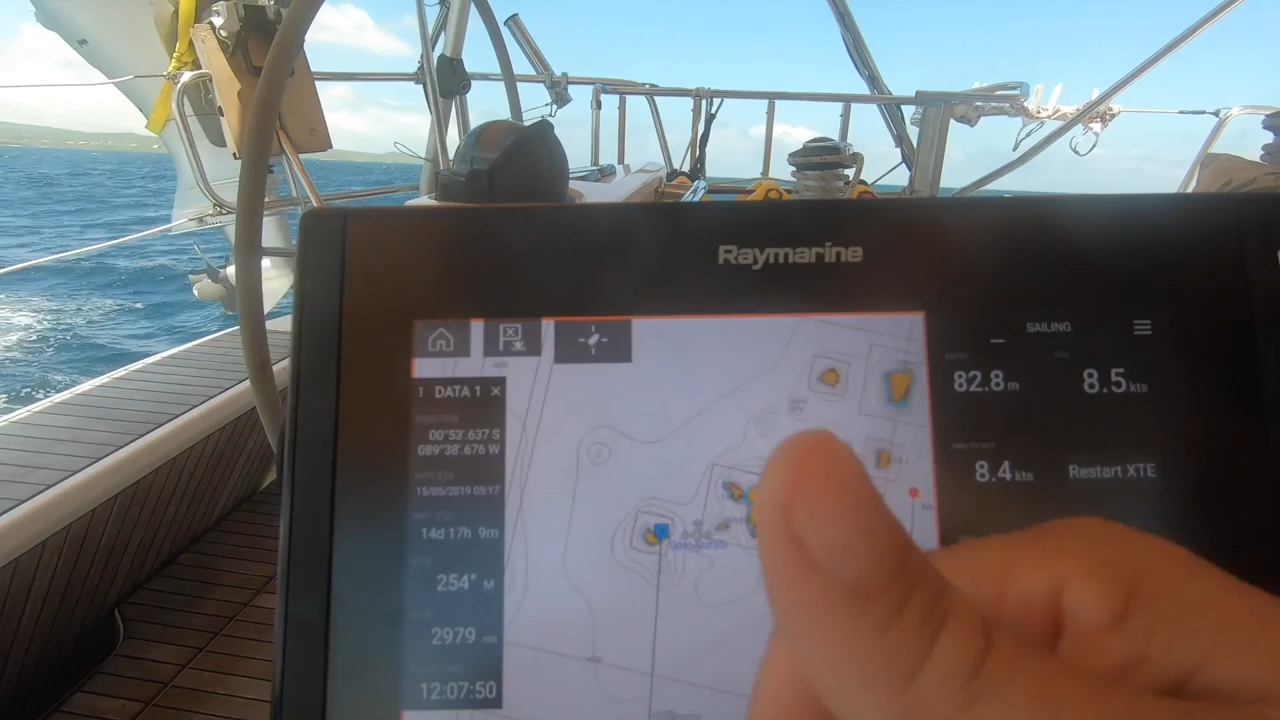 Raymarine
SAILING
DATA 1
82.8 m
8.5 kts
00°53'.637 S
089°38'.676 W
15/05/2019 05:17
8.4 kts
Restart XTE
14d 17h 9m
254° M
2979
12:07:50